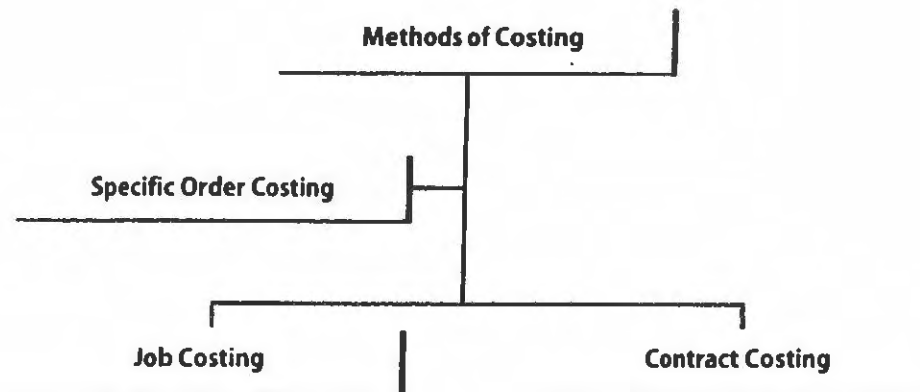 Methods of Costing
Specific Order Costing
Job Costing
Contract Costing